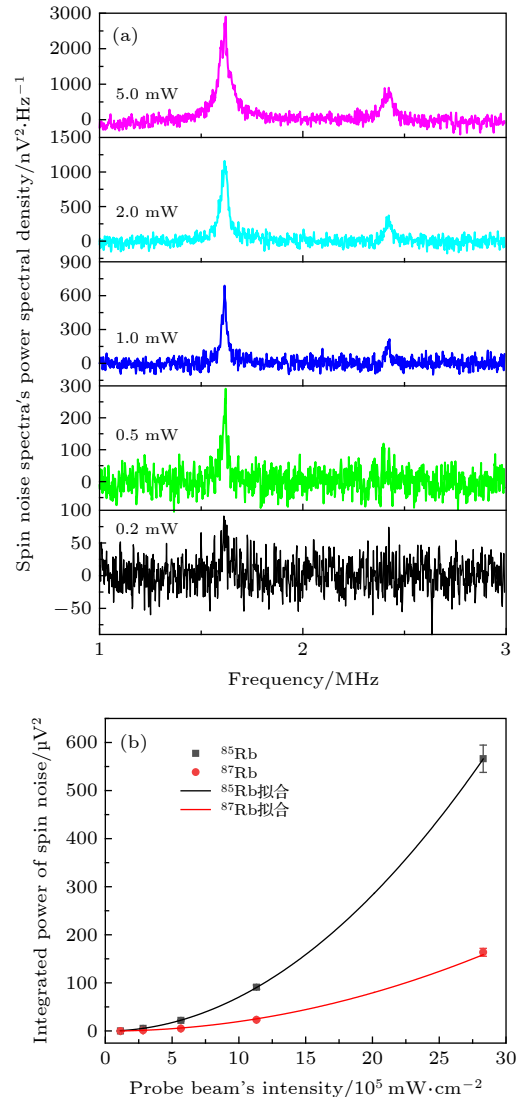 (a)
Spin noise spectra's power spectral density/nV²·Hz⁻¹
3000
2000
1000
0
5.0 mW
1500
1000
500
0
2.0 mW
900
600
300
0
1.0 mW
300
200
100
0
0.5 mW
100
50
0
−50
0.2 mW
1 2 3
Frequency/MHz
(b)
Integrated power of spin noise/µV²
600
500
400
300
200
100
0
⁸⁵Rb
⁸⁷Rb
⁸⁵Rb拟合
⁸⁷Rb拟合
0 5 10 15 20 25 30
Probe beam's intensity/10⁵ mW·cm⁻²